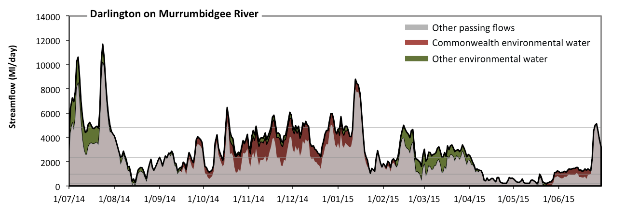 Darlington on Murrumbidgee River
14000
12000
10000
8000
6000
4000
2000
0
Streamflow (Ml/day)
Other passing flows
Commonwealth environmental water
Other environmental water
1/07/14 1/08/14 1/09/14 1/10/14 1/11/14 1/12/14 1/01/15 1/02/15 1/03/15 1/04/15 1/05/15 1/06/15